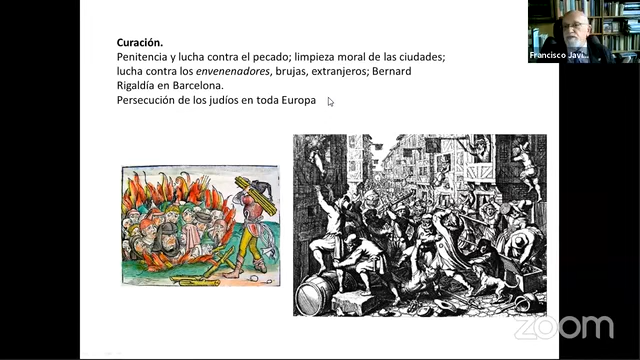 Curación.
Penitencia y lucha contra el pecado; limpieza moral de las ciudades;
lucha contra los envenenadores, brujas, extranjeros; Bernard
Rigaldía en Barcelona.
Persecución de los judíos en toda Europa
Francisco Javi...
zoom